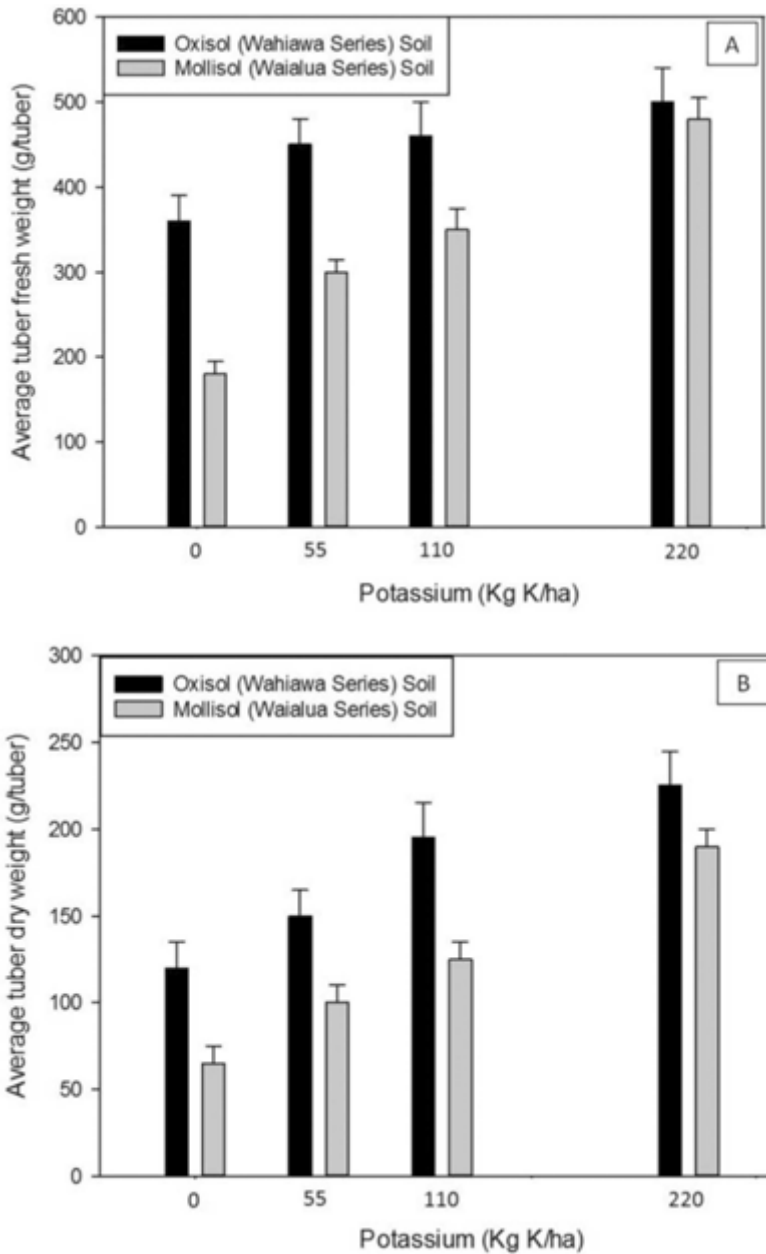 600
500
400
300
200
100
0
Average tuber fresh weight (g/tuber)
Oxisol (Wahiawa Series) Soil
Mollisol (Waialua Series) Soil
A
0 55 110 220
Potassium (Kg K/ha)
300
250
200
150
100
50
0
Average tuber dry weight (g/tuber)
Oxisol (Wahiawa Series) Soil
Mollisol (Waialua Series) Soil
B
0 55 110 220
Potassium (Kg K/ha)